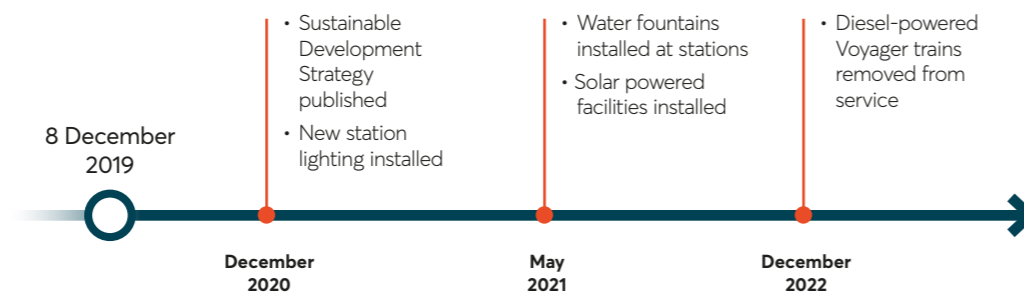 8 December
2019
• Sustainable
Development
Strategy
published
• New station
lighting installed
December
2020
• Water fountains
installed at stations
• Solar powered
facilities installed
May
2021
• Diesel-powered
Voyager trains
removed from
service
December
2022